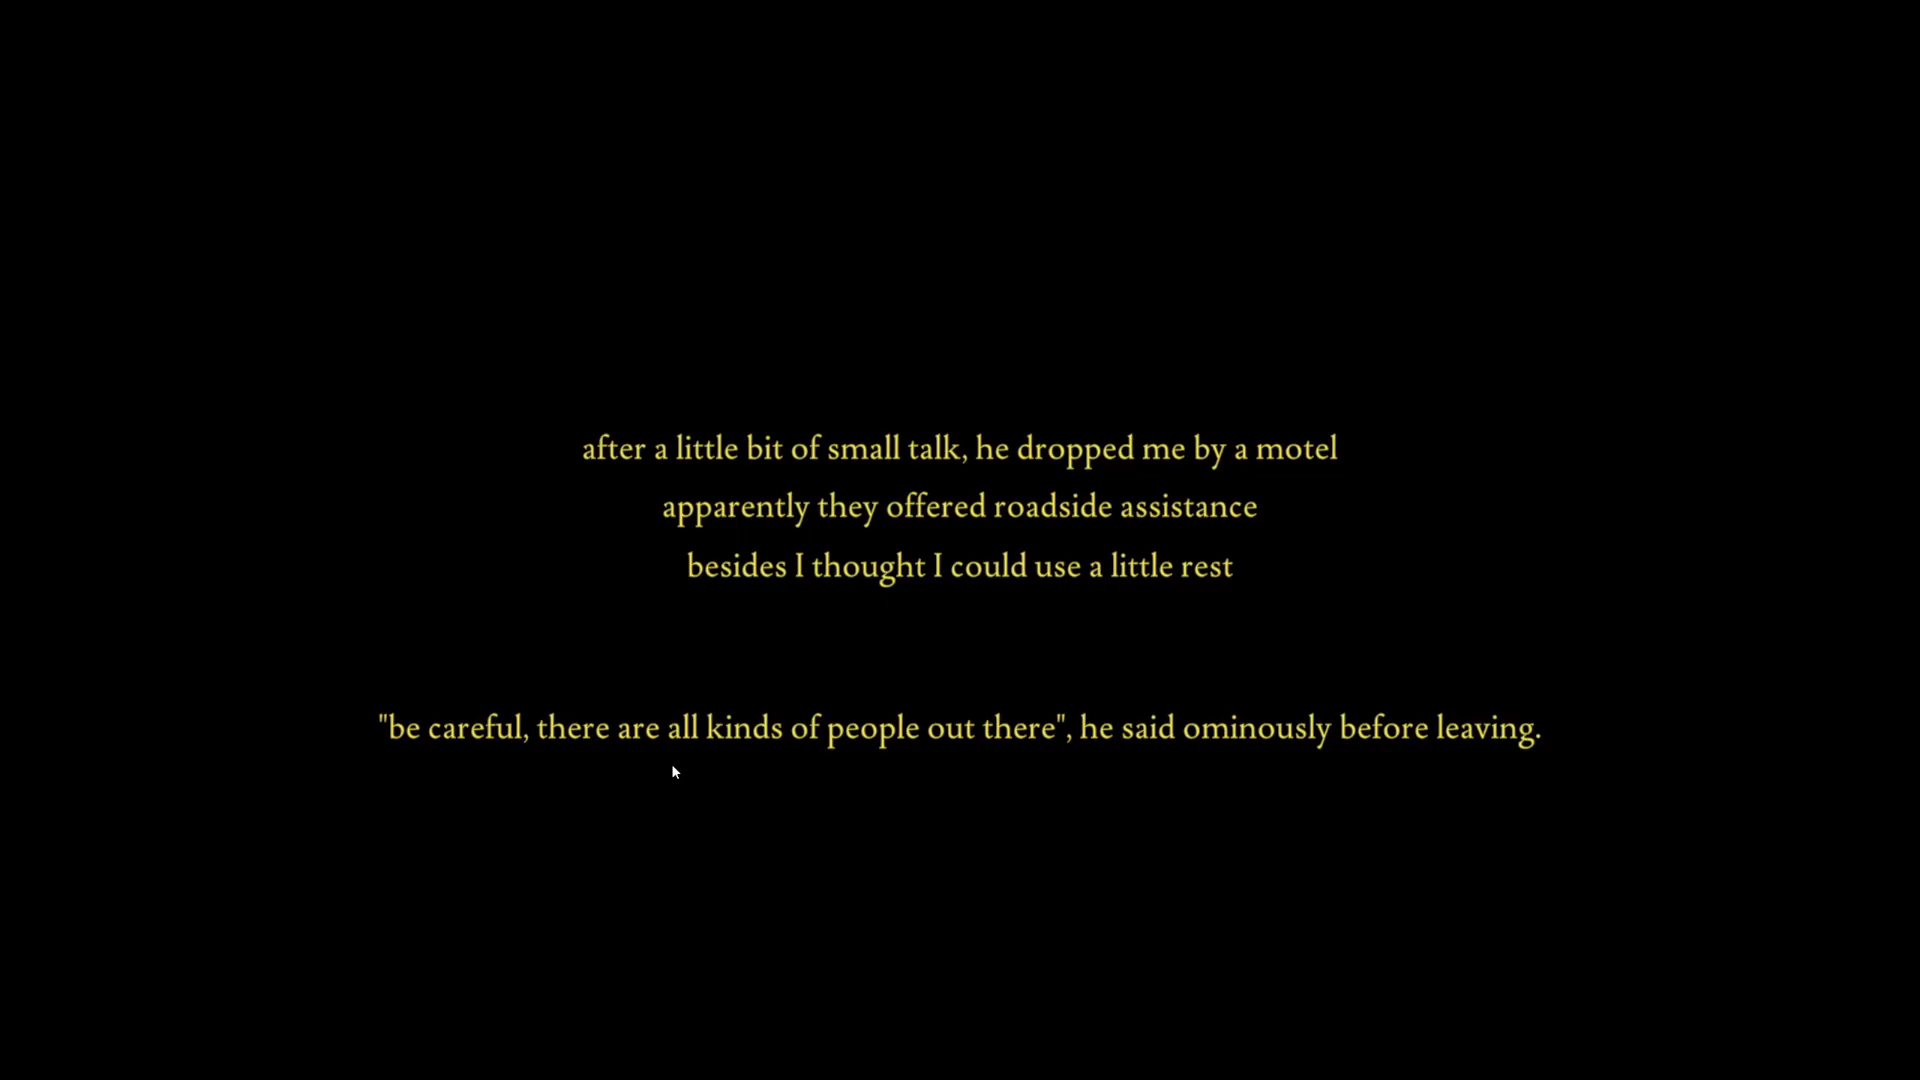 after a little bit of small talk, he dropped me by a motel
apparently they offered roadside assistance
besides I thought I could use a little rest
"be careful, there are all kinds of people out there", he said ominously before leaving.